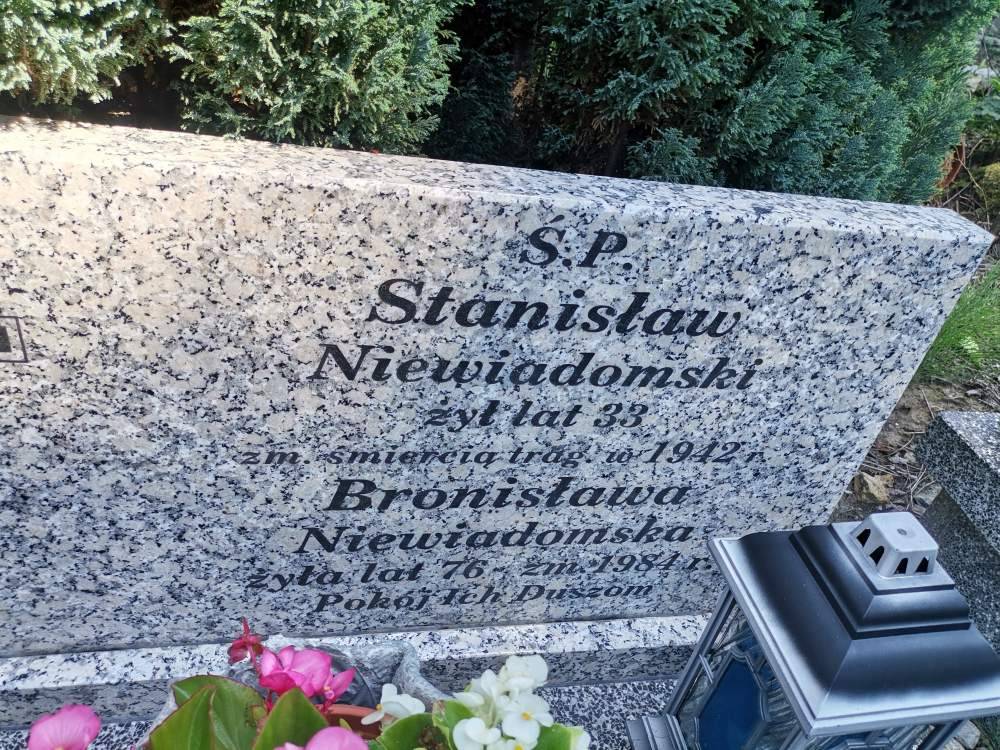 Ś.P.
Stanisław
Niewiadomski
żył lat 33
zm. śmiercią trag. w 1942 r.
Bronisława
Niewiadomska
żyła lat 76 - zm. 1984 r.
Pokój Ich Duszom